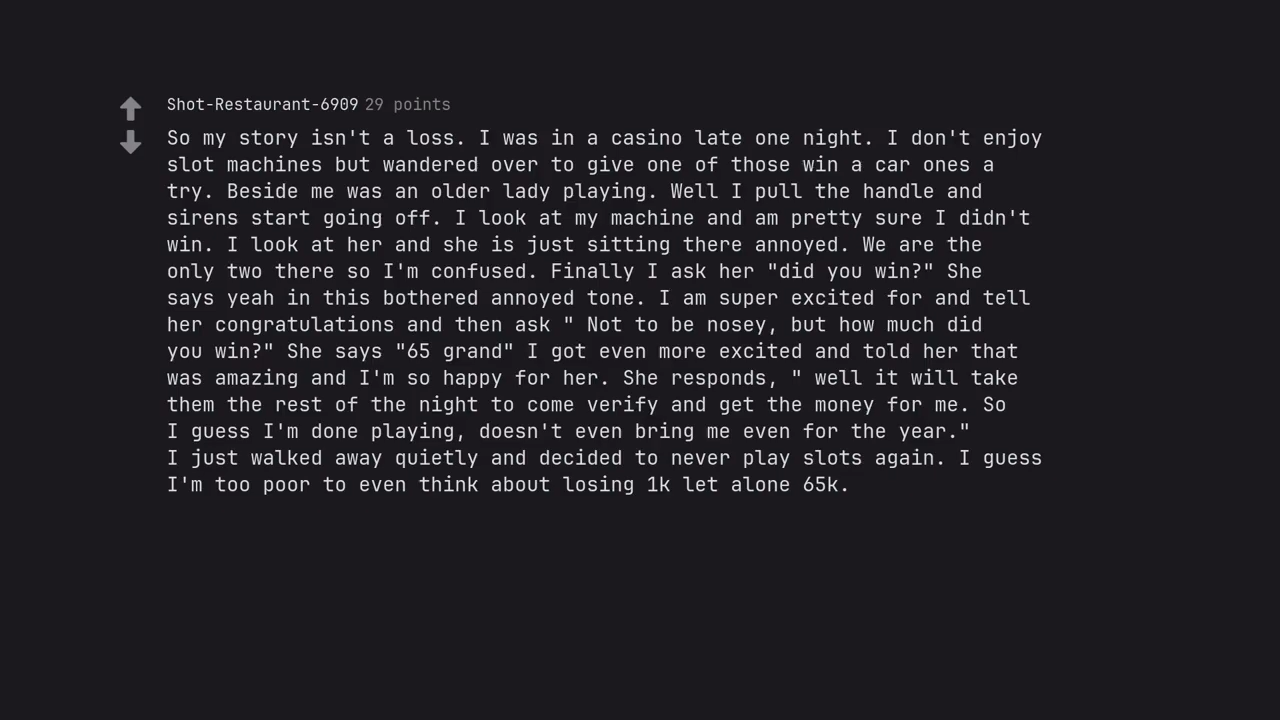 Shot-Restaurant-6909 29 points
So my story isn't a loss. I was in a casino late one night. I don't enjoy
slot machines but wandered over to give one of those win a car ones a
try. Beside me was an older lady playing. Well I pull the handle and
sirens start going off. I look at my machine and am pretty sure I didn't
win. I look at her and she is just sitting there annoyed. We are the
only two there so I'm confused. Finally I ask her "did you win?" She
says yeah in this bothered annoyed tone. I am super excited for and tell
her congratulations and then ask " Not to be nosey, but how much did
you win?" She says "65 grand" I got even more excited and told her that
was amazing and I'm so happy for her. She responds, " well it will take
them the rest of the night to come verify and get the money for me. So
I guess I'm done playing, doesn't even bring me even for the year."
I just walked away quietly and decided to never play slots again. I guess
I'm too poor to even think about losing 1k let alone 65k.